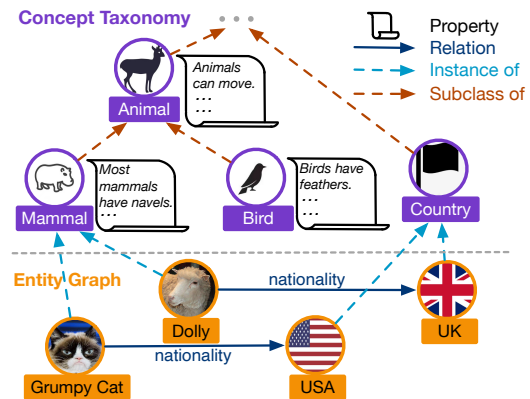 Concept Taxonomy
Property
Relation
Instance of
Subclass of
Animals
can move.
...
...
Animal
Most
mammals
have navels.
...
Mammal
Birds have
feathers.
...
...
Bird
Country
Entity Graph
nationality
Dolly
UK
nationality
Grumpy Cat
USA